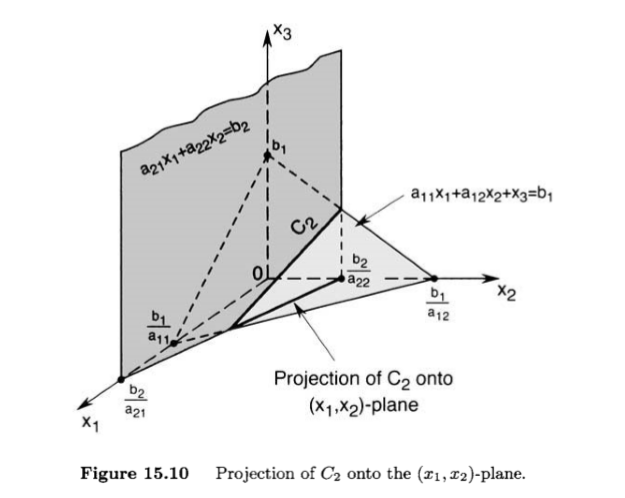 x₃
a₂₁x₁+a₂₂x₂=b₂
b₁
a₁₁x₁+a₁₂x₂+x₃=b₁
C₂
0
b₂
a₂₂
x₂
b₁
a₁₂
b₁
a₁₁
b₂
a₂₁
x₁
Projection of C₂ onto
(x₁,x₂)-plane
Figure 15.10 Projection of C₂ onto the (x₁, x₂)-plane.